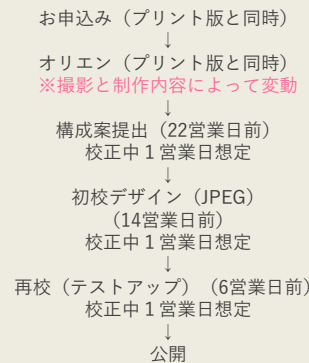 お申込み（プリント版と同時）
↓
オリエン（プリント版と同時）
※撮影と制作内容によって変動
↓
構成案提出（22営業日前）
校正中１営業日想定
↓
初校デザイン（JPEG）
（14営業日前）
校正中１営業日想定
↓
再校（テストアップ）（6営業日前）
校正中１営業日想定
↓
公開